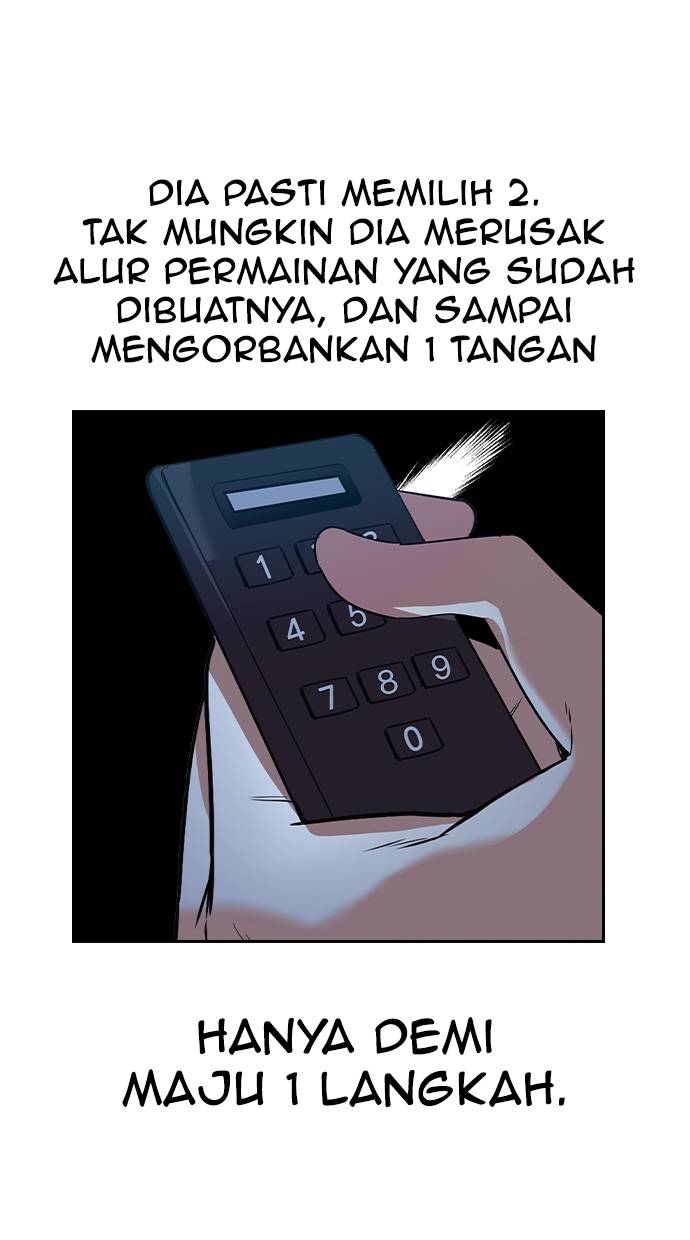 DIA PASTI MEMILIH 2.
TAK MUNGKIN DIA MERUSAK
ALUR PERMAINAN YANG SUDAH
DIBUATNYA, DAN SAMPAI
MENGORBANKAN 1 TANGAN
1
4 5
7 8 9
0
HANYA DEMI
MAJU 1 LANGKAH.